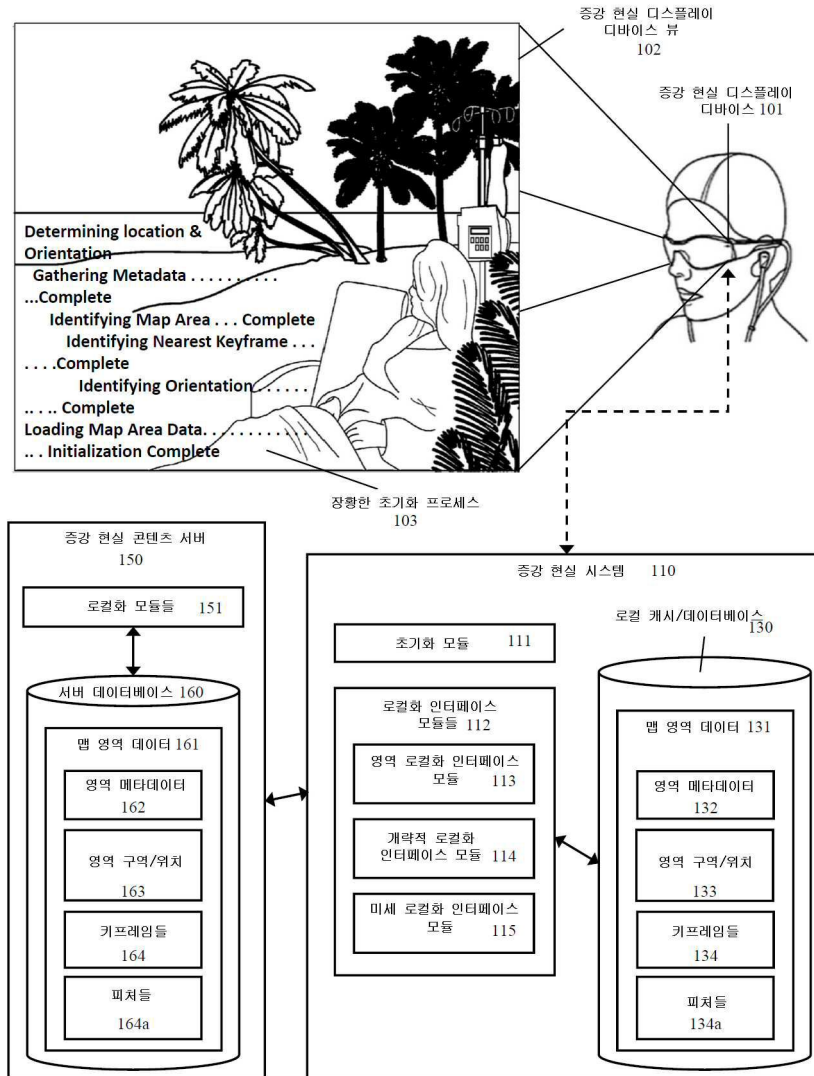 증강 현실 디스플레이
디바이스 뷰
102
증강 현실 디스플레이
디바이스 101
Determining location &
Orientation
Gathering Metadata . . . . . . . . . .
...Complete
Identifying Map Area . . . Complete
Identifying Nearest Keyframe . . .
. . . .Complete
Identifying Orientation. . . . . .
.. . .. Complete
Loading Map Area Data. . . . . . . . . . .
.. . Initialization Complete
장황한 초기화 프로세스
103
증강 현실 콘텐츠 서버
150
로컬화 모듈들 151
서버 데이터베이스 160
맵 영역 데이터 161
영역 메타데이터
162
영역 구역/위치
163
키프레임들
164
피처들
164a
증강 현실 시스템 110
초기화 모듈 111
로컬화 인터페이스
모듈들 112
영역 로컬화 인터페이스
모듈 113
개략적 로컬화
인터페이스 모듈 114
미세 로컬화 인터페이스
모듈 115
로컬 캐시/데이터베이스
130
맵 영역 데이터 131
영역 메타데이터
132
영역 구역/위치
133
키프레임들
134
피처들
134a